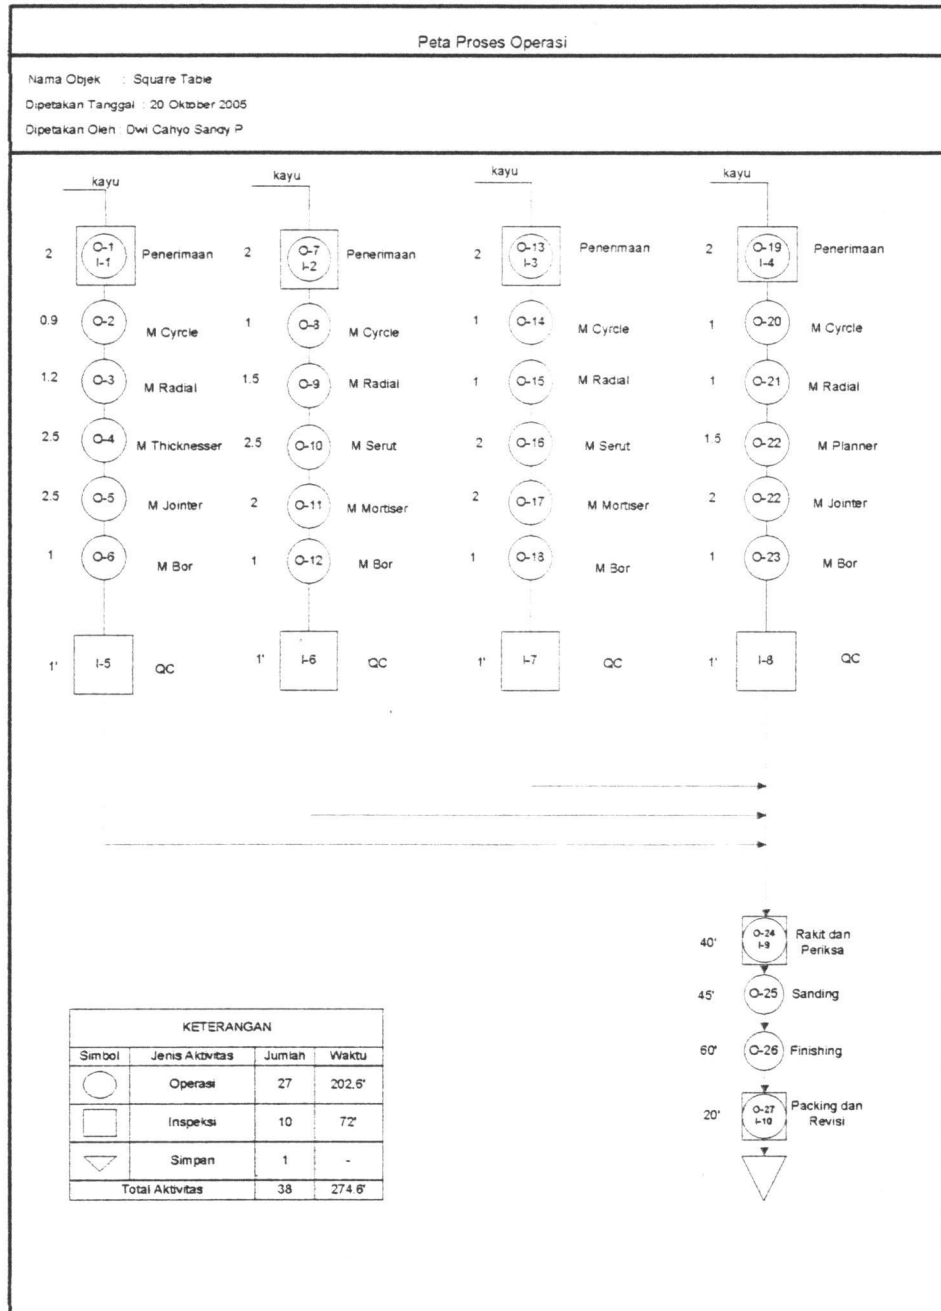 Peta Proses Operasi
Nama Objek : Square Table
Dipetakan Tanggal : 20 Oktober 2005
Dipetakan Oleh : Dwi Cahyo Sandy P
kayu kayu kayu kayu
2 O-1 I-1 Penerimaan 2 O-7 I-2 Penerimaan 2 O-13 I-3 Penerimaan 2 O-19 I-4 Penerimaan
0.9 O-2 M Cyrcle 1 O-8 M Cyrcle 1 O-14 M Cyrcle 1 O-20 M Cyrcle
1.2 O-3 M Radial 1.5 O-9 M Radial 1 O-15 M Radial 1 O-21 M Radial
2.5 O-4 M Thicknesser 2.5 O-10 M Serut 2 O-16 M Serut 1.5 O-22 M Planner
2.5 O-5 M Jointer 2 O-11 M Mortiser 2 O-17 M Mortiser 2 O-22 M Jointer
1 O-6 M Bor 1 O-12 M Bor 1 O-18 M Bor 1 O-23 M Bor
1' I-5 QC 1' I-6 QC 1' I-7 QC 1' I-8 QC
40' O-24 I-9 Rakit dan Periksa
45' O-25 Sanding
60' O-26 Finishing
20' O-27 I-10 Packing dan Revisi
KETERANGAN
Simbol Jenis Aktivitas Jumlah Waktu
Operasi 27 202.6'
Inspeksi 10 72'
Simpan 1 -
Total Aktivitas 38 274.6'